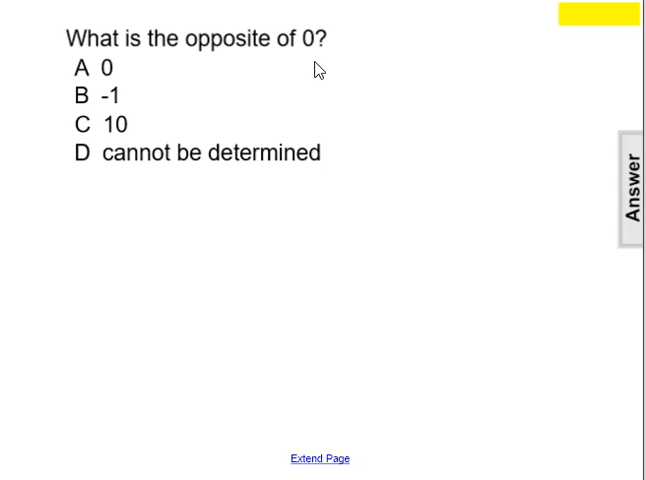 What is the opposite of 0?
A 0
B -1
C 10
D cannot be determined
Answer
Extend Page